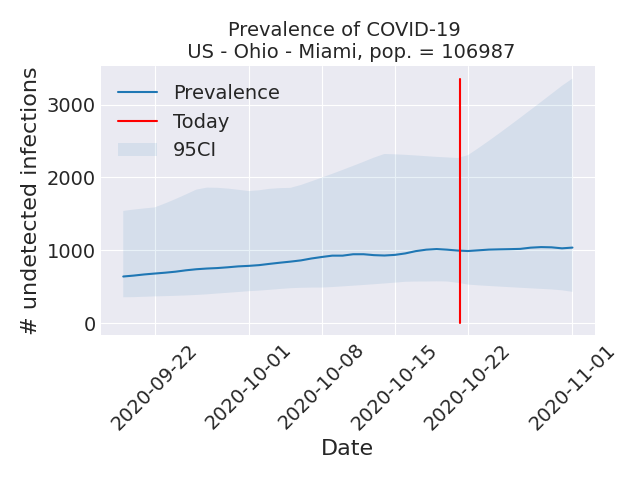 Prevalence of COVID-19
US - Ohio - Miami, pop. = 106987
# undetected infections
3000
2000
1000
0
Prevalence
Today
95CI
2020-09-22
2020-10-01
2020-10-08
2020-10-15
2020-10-22
2020-11-01
Date